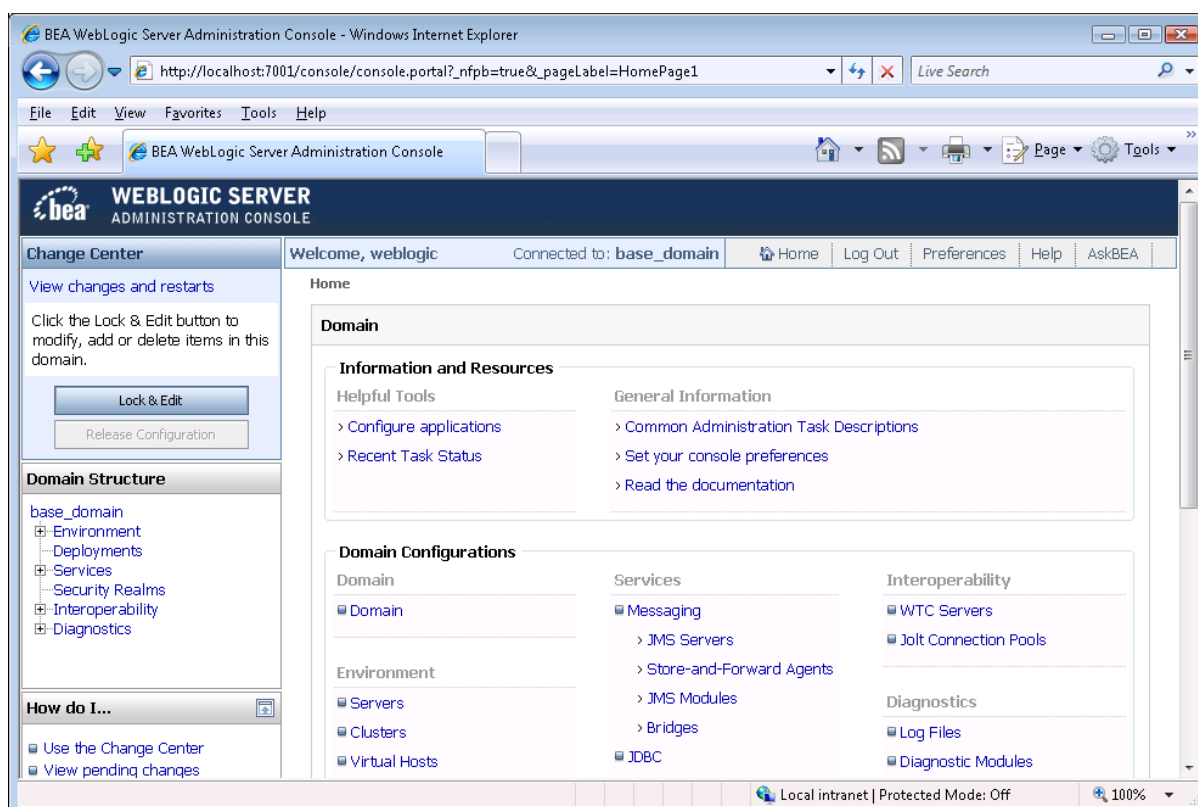 BEA WebLogic Server Administration Console - Windows Internet Explorer
http://localhost:7001/console/console.portal?_nfpb=true&_pageLabel=HomePage1
Live Search
File Edit View Favorites Tools Help
BEA WebLogic Server Administration Console
Page Tools
bea
WEBLOGIC SERVER
ADMINISTRATION CONSOLE
Change Center
View changes and restarts
Click the Lock & Edit button to
modify, add or delete items in this
domain.
Lock & Edit
Release Configuration
Domain Structure
base_domain
Environment
Deployments
Services
Security Realms
Interoperability
Diagnostics
How do I...
Use the Change Center
View pending changes
Welcome, weblogic
Connected to: base_domain
Home Log Out Preferences Help AskBEA
Home
Domain
Information and Resources
Helpful Tools
> Configure applications
> Recent Task Status
General Information
> Common Administration Task Descriptions
> Set your console preferences
> Read the documentation
Domain Configurations
Domain
Domain
Environment
Servers
Clusters
Virtual Hosts
Services
Messaging
> JMS Servers
> Store-and-Forward Agents
> JMS Modules
> Bridges
JDBC
Interoperability
WTC Servers
Jolt Connection Pools
Diagnostics
Log Files
Diagnostic Modules
Local intranet | Protected Mode: Off
100%